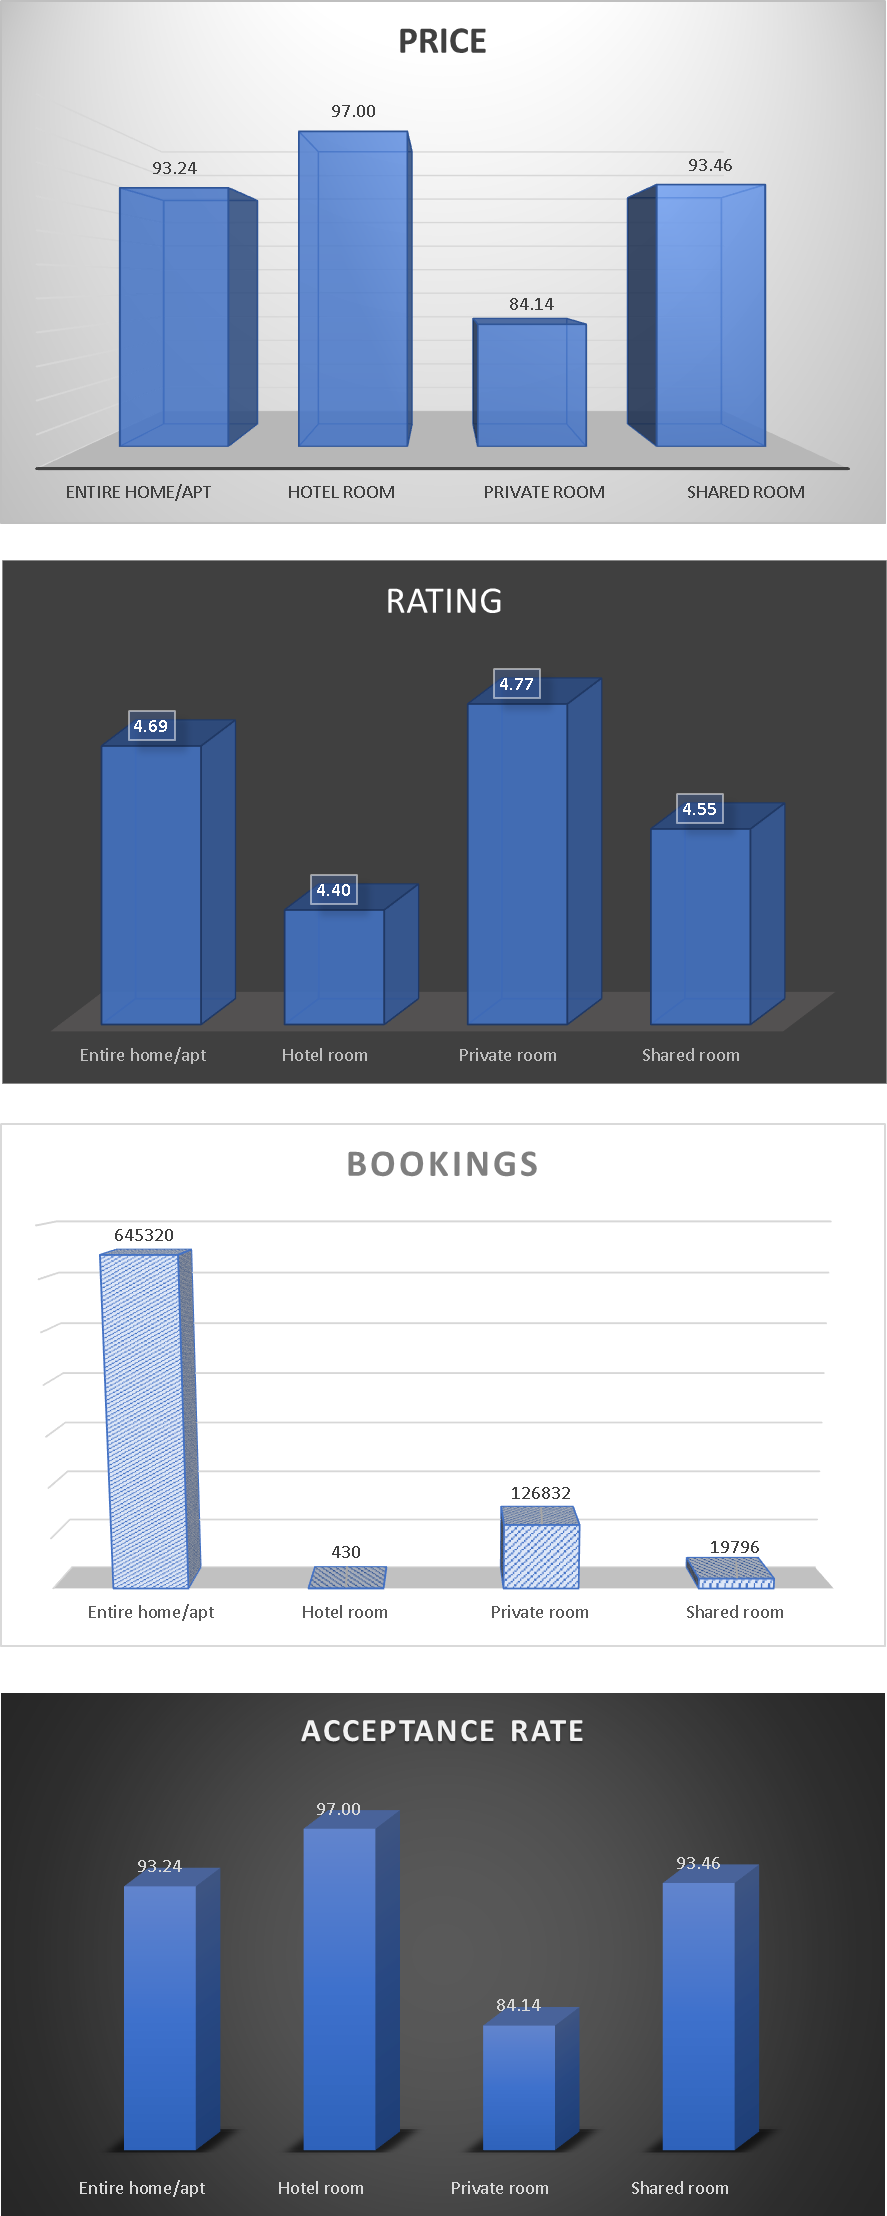 PRICE
97.00
93.24
93.46
84.14
ENTIRE HOME/APT HOTEL ROOM PRIVATE ROOM SHARED ROOM
RATING
4.77
4.69
4.55
4.40
Entire home/apt Hotel room Private room Shared room
BOOKINGS
645320
126832
430
19796
Entire home/apt Hotel room Private room Shared room
ACCEPTANCE RATE
97.00
93.24
93.46
84.14
Entire home/apt Hotel room Private room Shared room